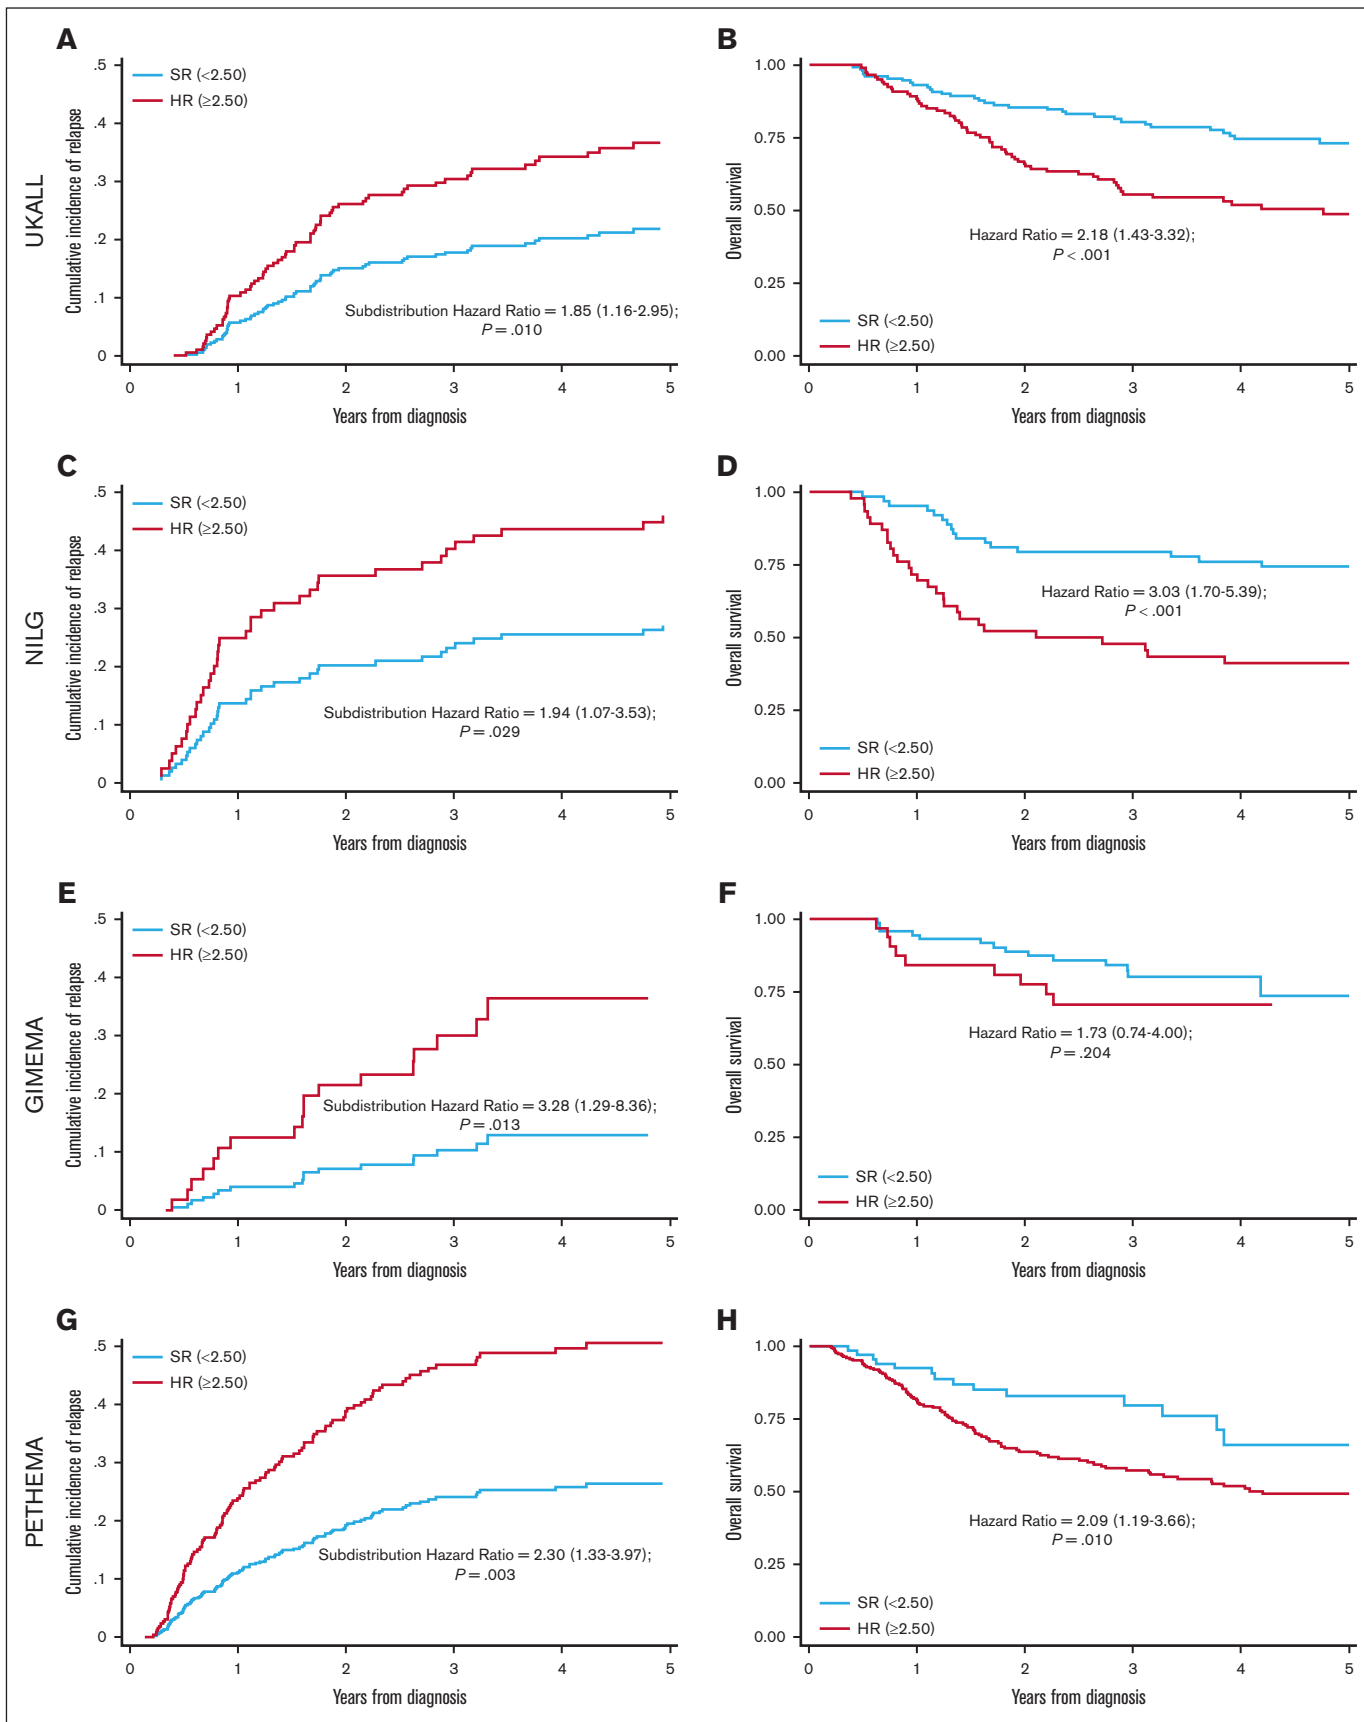 A
UKALL
Cumulative incidence of relapse
.5
.4
.3
.2
.1
0
SR (<2.50)
HR (≥2.50)
Subdistribution Hazard Ratio = 1.85 (1.16-2.95);
P = .010
0 1 2 3 4 5
Years from diagnosis
B
Overall survival
1.00
0.75
0.50
0.25
0.00
Hazard Ratio = 2.18 (1.43-3.32);
P < .001
SR (<2.50)
HR (≥2.50)
0 1 2 3 4 5
Years from diagnosis
C
NILG
Cumulative incidence of relapse
.5
.4
.3
.2
.1
0
SR (<2.50)
HR (≥2.50)
Subdistribution Hazard Ratio = 1.94 (1.07-3.53);
P = .029
0 1 2 3 4 5
Years from diagnosis
D
Overall survival
1.00
0.75
0.50
0.25
0.00
Hazard Ratio = 3.03 (1.70-5.39);
P < .001
SR (<2.50)
HR (≥2.50)
0 1 2 3 4 5
Years from diagnosis
E
GIMEMA
Cumulative incidence of relapse
.5
.4
.3
.2
.1
0
SR (<2.50)
HR (≥2.50)
Subdistribution Hazard Ratio = 3.28 (1.29-8.36);
P = .013
0 1 2 3 4 5
Years from diagnosis
F
Overall survival
1.00
0.75
0.50
0.25
0.00
Hazard Ratio = 1.73 (0.74-4.00);
P = .204
SR (<2.50)
HR (≥2.50)
0 1 2 3 4 5
Years from diagnosis
G
PETHEMA
Cumulative incidence of relapse
.5
.4
.3
.2
.1
0
SR (<2.50)
HR (≥2.50)
Subdistribution Hazard Ratio = 2.30 (1.33-3.97);
P = .003
0 1 2 3 4 5
Years from diagnosis
H
Overall survival
1.00
0.75
0.50
0.25
0.00
Hazard Ratio = 2.09 (1.19-3.66);
P = .010
SR (<2.50)
HR (≥2.50)
0 1 2 3 4 5
Years from diagnosis